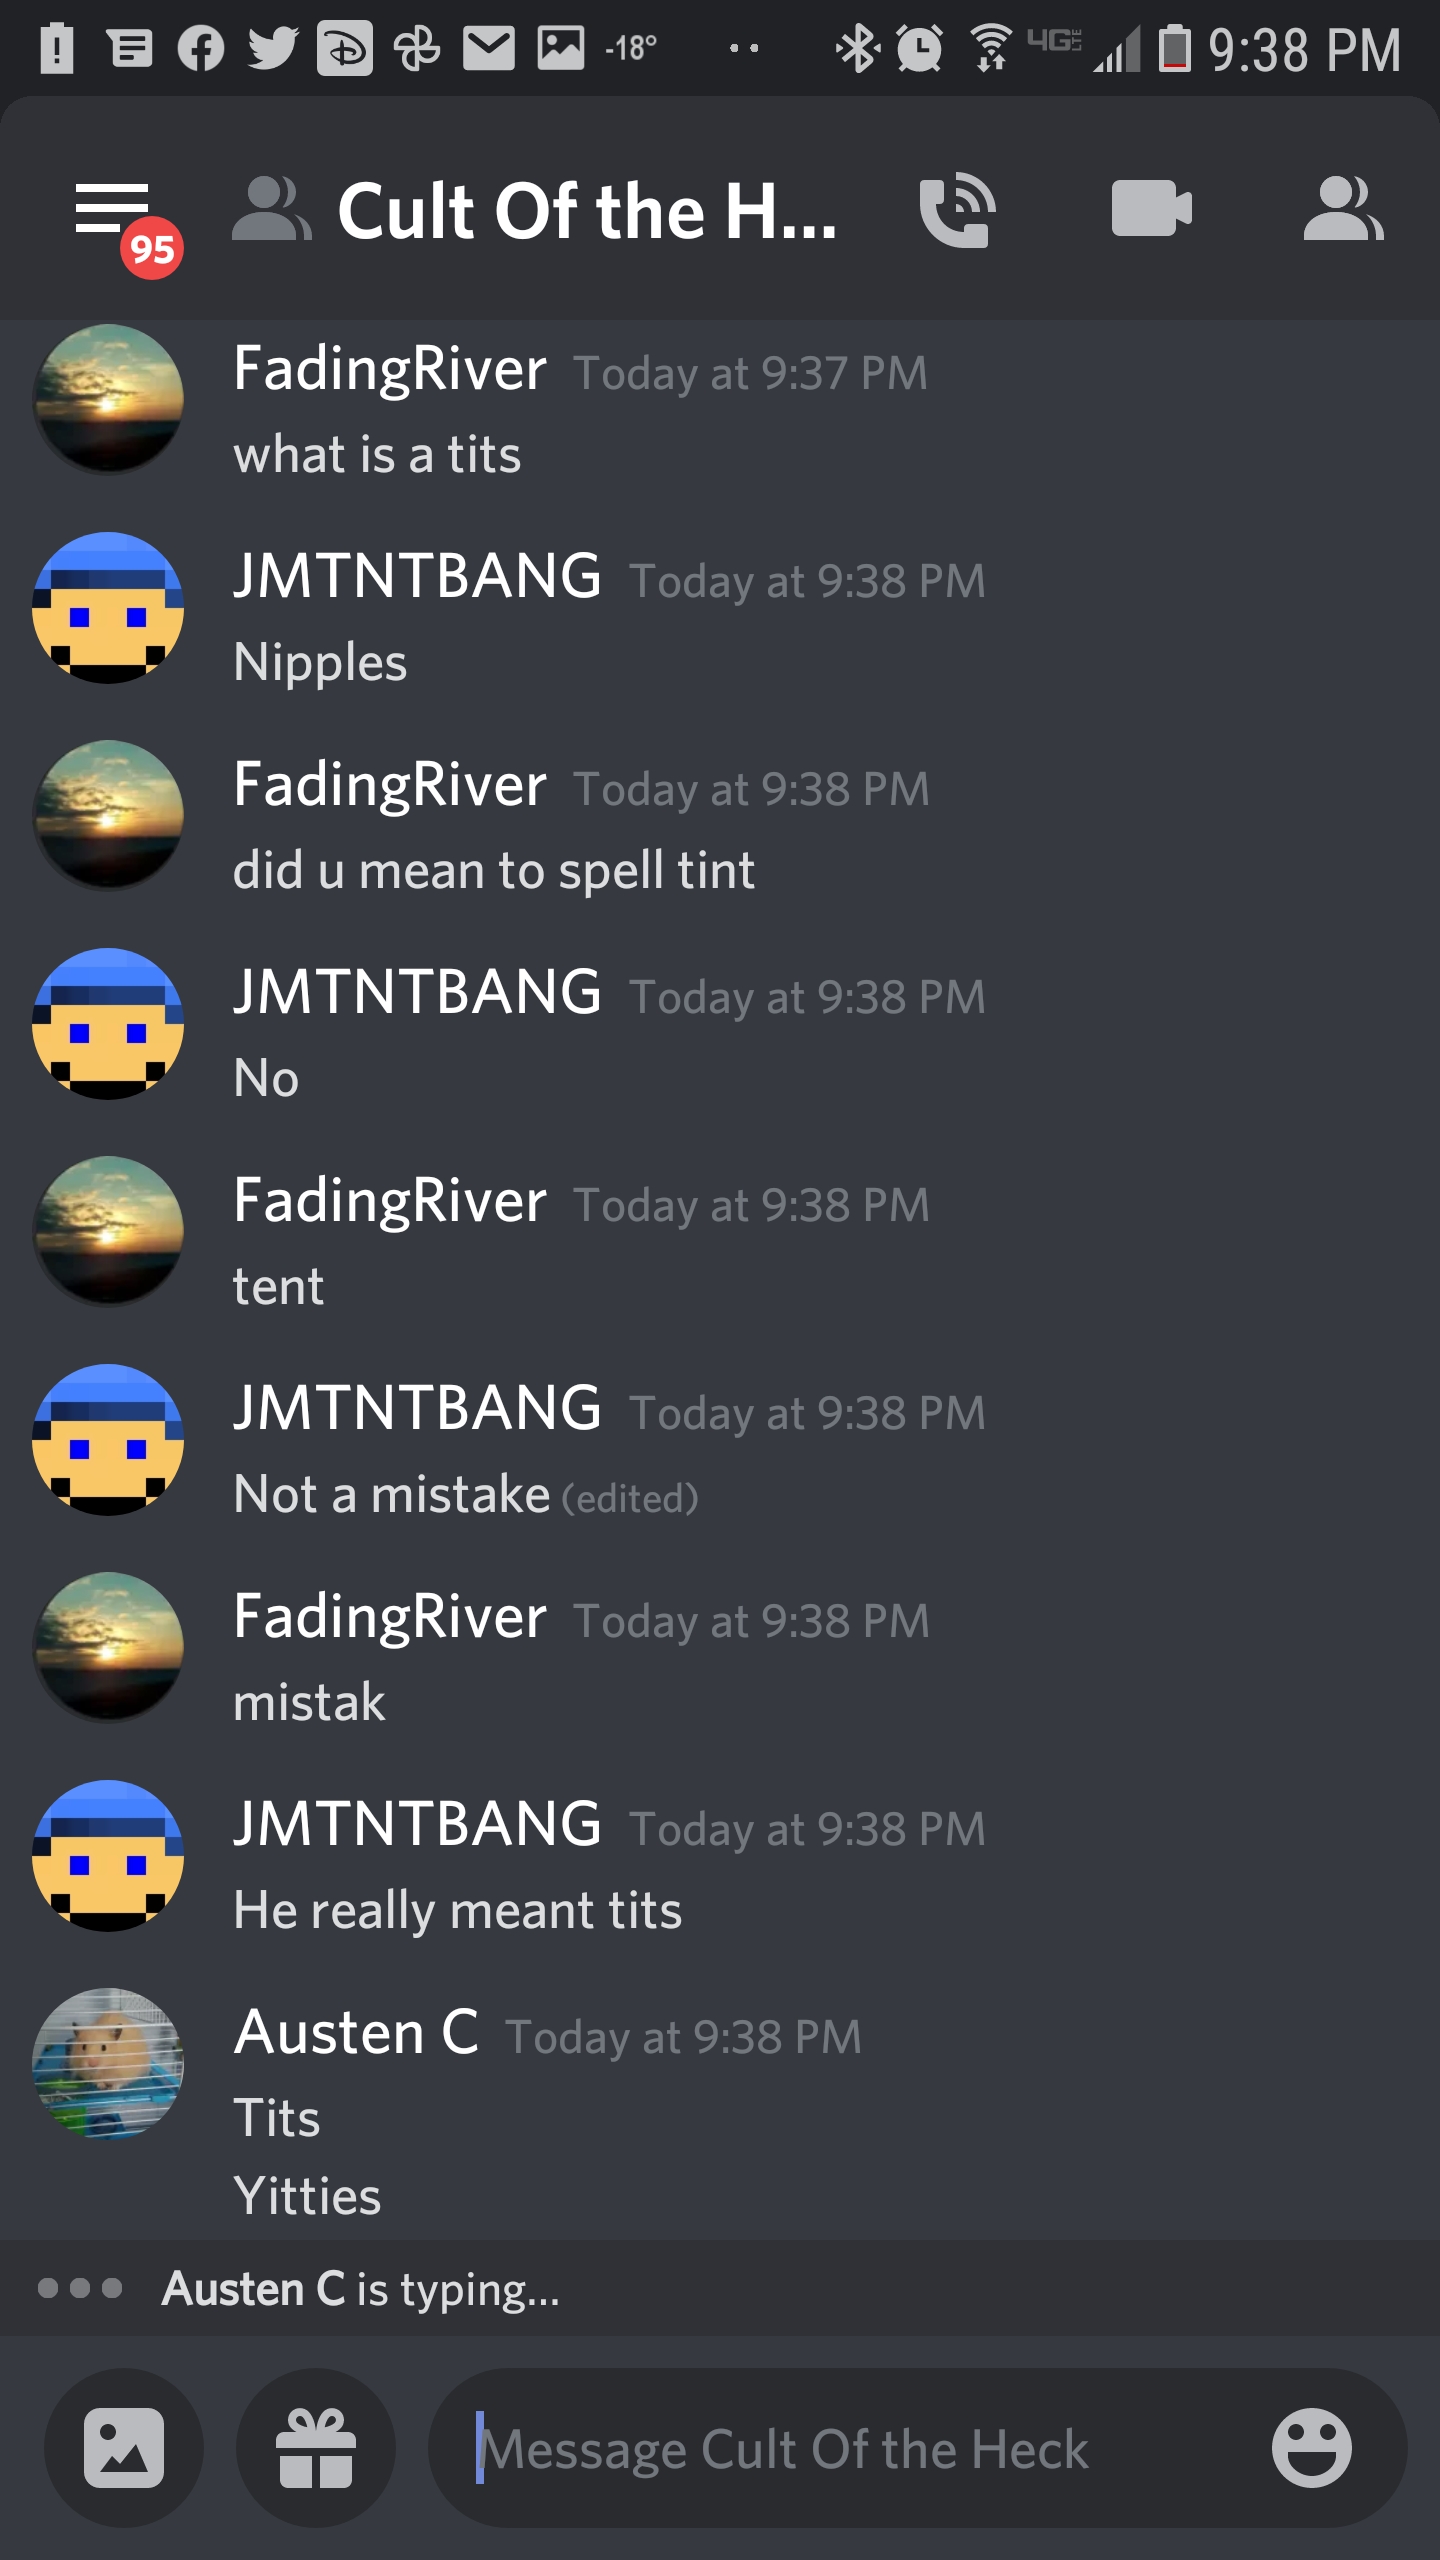 -18° 4G LTE 9:38 PM
95 Cult Of the H...
FadingRiver Today at 9:37 PM
what is a tits
JMTNTBANG Today at 9:38 PM
Nipples
FadingRiver Today at 9:38 PM
did u mean to spell tint
JMTNTBANG Today at 9:38 PM
No
FadingRiver Today at 9:38 PM
tent
JMTNTBANG Today at 9:38 PM
Not a mistake (edited)
FadingRiver Today at 9:38 PM
mistak
JMTNTBANG Today at 9:38 PM
He really meant tits
Austen C Today at 9:38 PM
Tits
Yitties
Austen C is typing...
Message Cult Of the Heck